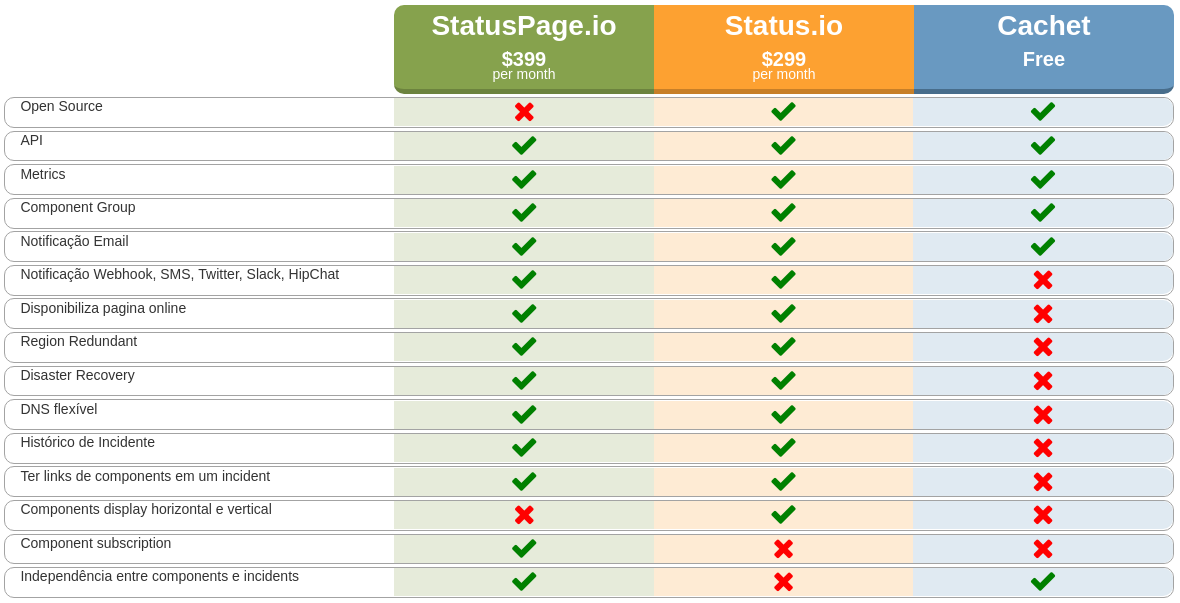 StatusPage.io Status.io Cachet
$399 $299 Free
per month per month
Open Source
API
Metrics
Component Group
Notificação Email
Notificação Webhook, SMS, Twitter, Slack, HipChat
Disponibiliza pagina online
Region Redundant
Disaster Recovery
DNS flexível
Histórico de Incidente
Ter links de components em um incident
Components display horizontal e vertical
Component subscription
Independência entre components e incidents